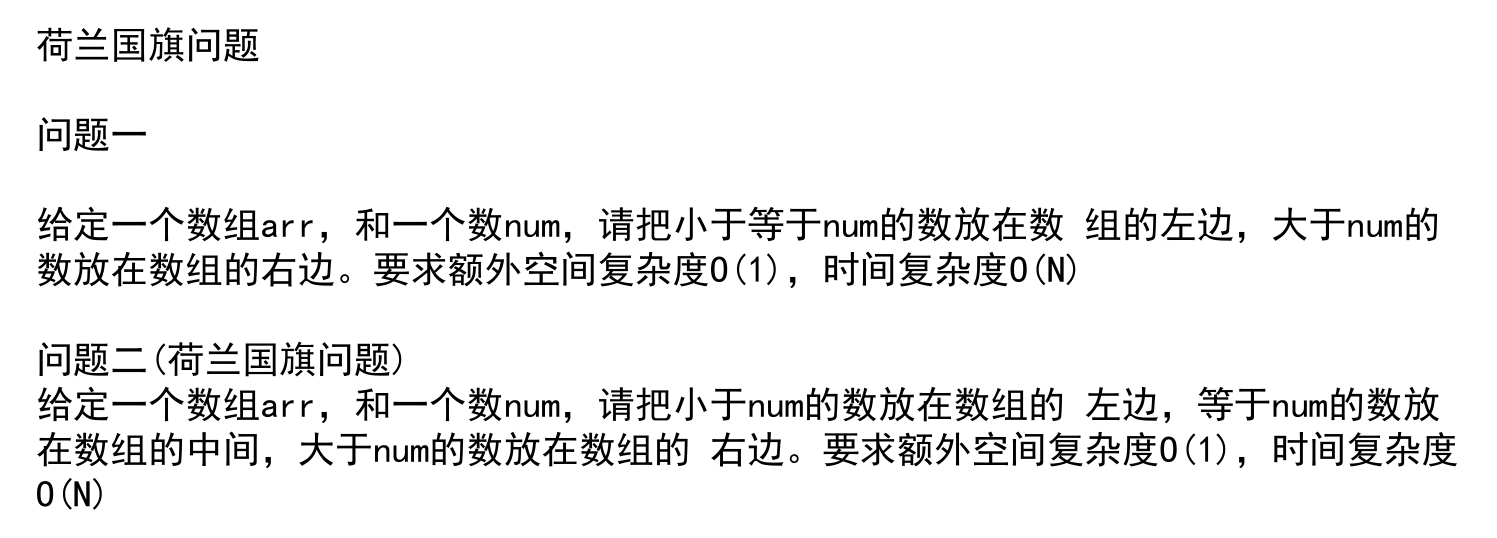 荷兰国旗问题
问题一
给定一个数组arr，和一个数num，请把小于等于num的数放在数 组的左边，大于num的
数放在数组的右边。要求额外空间复杂度O(1)，时间复杂度O(N)
问题二(荷兰国旗问题)
给定一个数组arr，和一个数num，请把小于num的数放在数组的 左边，等于num的数放
在数组的中间，大于num的数放在数组的 右边。要求额外空间复杂度O(1)，时间复杂度
O(N)